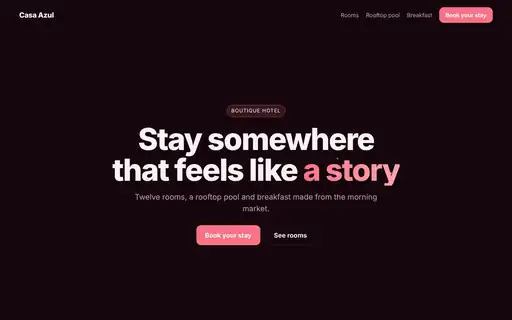 Casa Azul
Rooms
Rooftop pool
Breakfast
Book your stay
BOUTIQUE HOTEL
Stay somewhere
that feels like a story
Twelve rooms, a rooftop pool and breakfast made from the morning
market.
Book your stay
See rooms